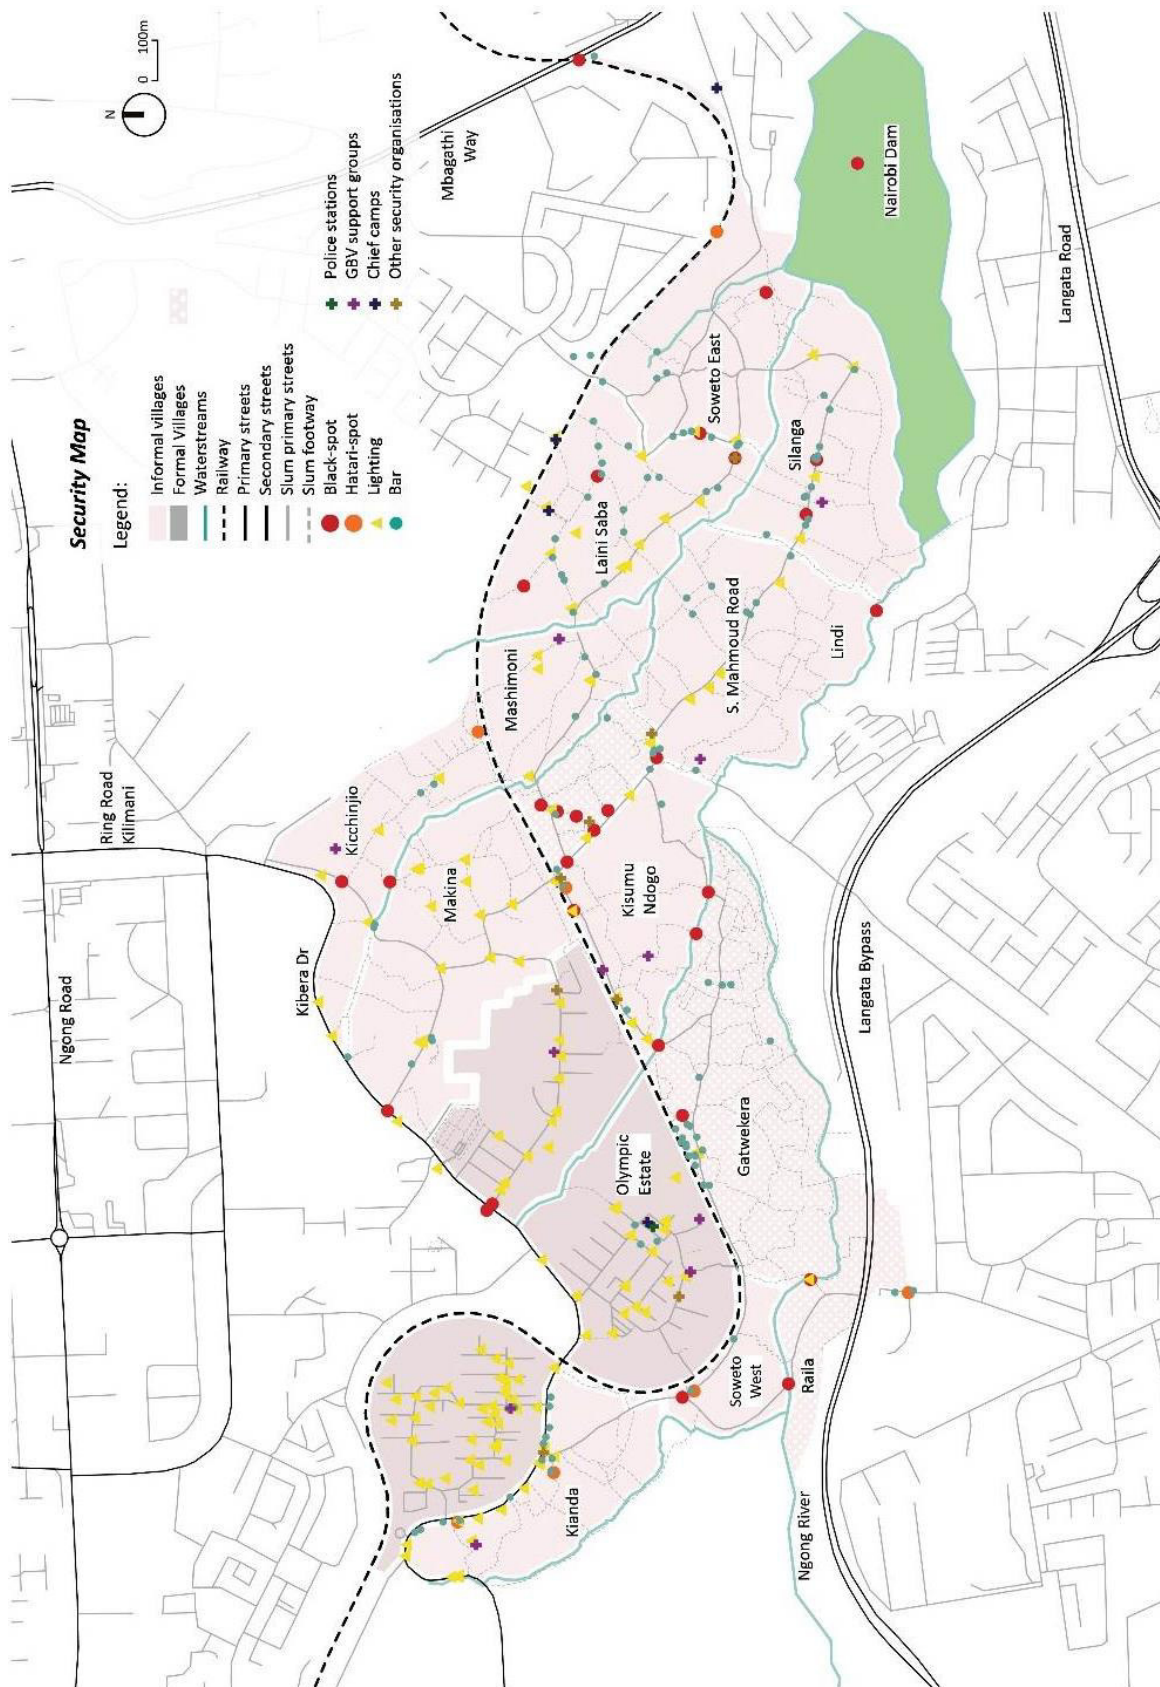 Security Map
Legend:
Informal villages
Formal Villages
Waterstreams
Railway
Primary streets
Secondary streets
Slum primary streets
Slum footway
Black-spot
Hatari-spot
Lighting
Bar
Police stations
GBV support groups
Chief camps
Other security organisations
N
0 100m
Ngong Road
Ring Road
Kilimani
Kibera Dr
Mbagathi
Way
Kicchinjio
Makina
Mashimoni
Laini Saba
Soweto East
Silanga
Nairobi Dam
S. Mahmoud Road
Lindi
Kisumu
Ndogo
Olympic
Estate
Gatwekera
Soweto
West
Raila
Kianda
Ngong River
Langata Bypass
Langata Road